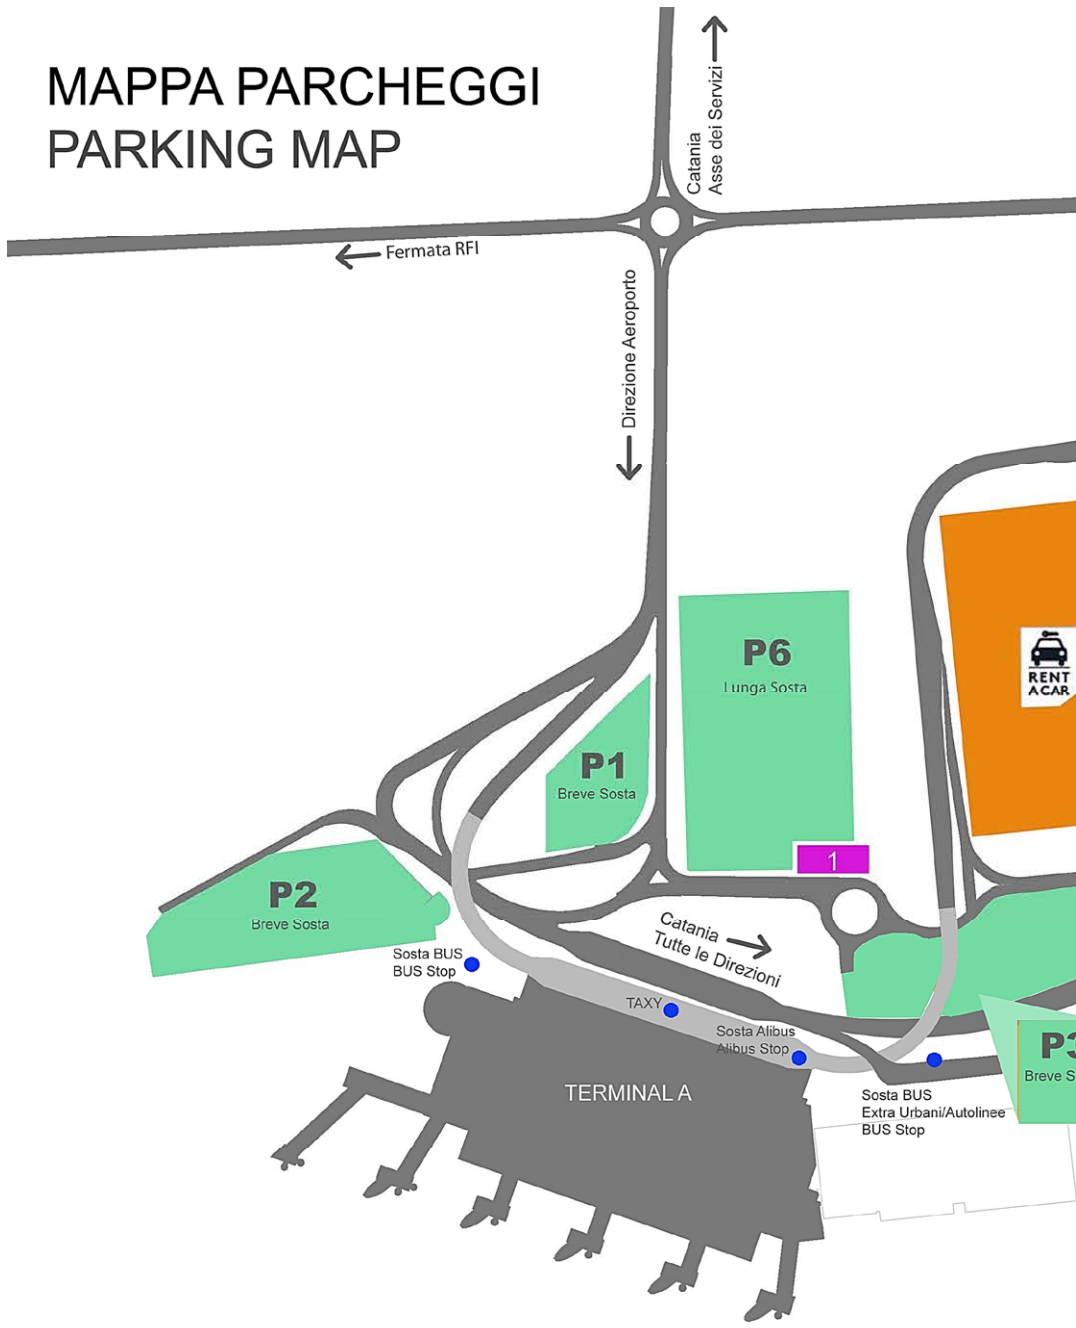 MAPPA PARCHEGGI
PARKING MAP
Catania
Asse dei Servizi
Fermata RFI
Direzione Aeroporto
P6
Lunga Sosta
RENT
A CAR
P1
Breve Sosta
1
P2
Breve Sosta
Catania
Tutte le Direzioni
Sosta BUS
BUS Stop
TAXY
Sosta Alibus
Alibus Stop
P3
Breve S
TERMINAL A
Sosta BUS
Extra Urbani/Autolinee
BUS Stop